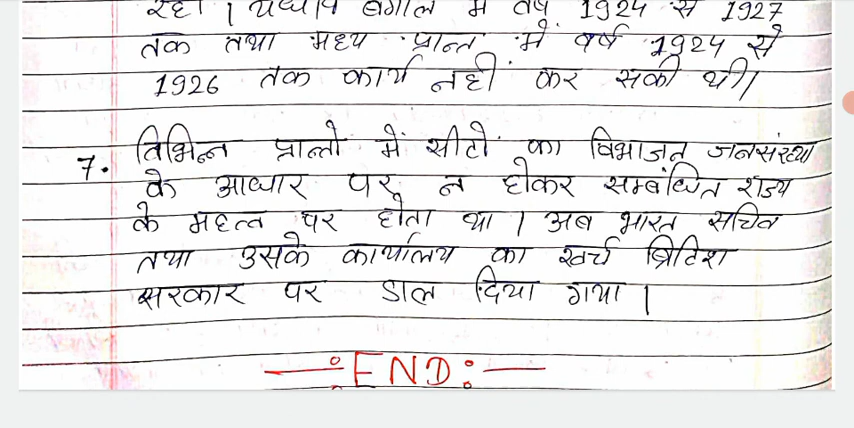 रहा। यद्यपि बंगाल में वर्ष 1924 से 1927
तक तथा मध्य प्रान्त में वर्ष 1924 से
1926 तक कार्य नहीं कर सकी थी।
7. विभिन्न प्रान्तो में सीटों का विभाजन जनसंख्या
के आधार पर न होकर सम्बंधित राज्य
के महत्व पर होता था। अब भारत सचिव
तथा उसके कार्यालय का खर्च ब्रिटिश
सरकार पर डाल दिया गया।
—:END:—